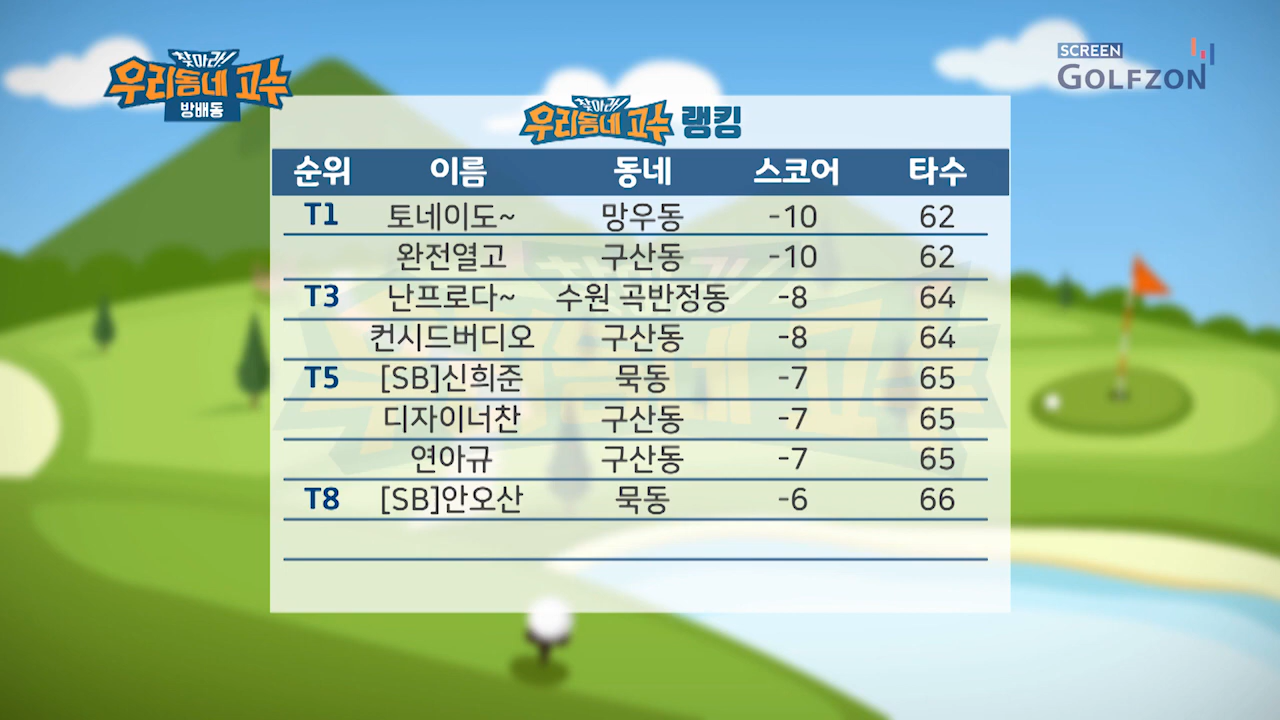 찾아라!
우리동네 고수
방배동
SCREEN
GOLFZON
찾아라!
우리동네 고수 랭킹
순위 이름 동네 스코어 타수
T1 토네이도~ 망우동 -10 62
완전열고 구산동 -10 62
T3 난프로다~ 수원 곡반정동 -8 64
컨시드버디오 구산동 -8 64
T5 [SB]신희준 묵동 -7 65
디자이너찬 구산동 -7 65
연아규 구산동 -7 65
T8 [SB]안오산 묵동 -6 66